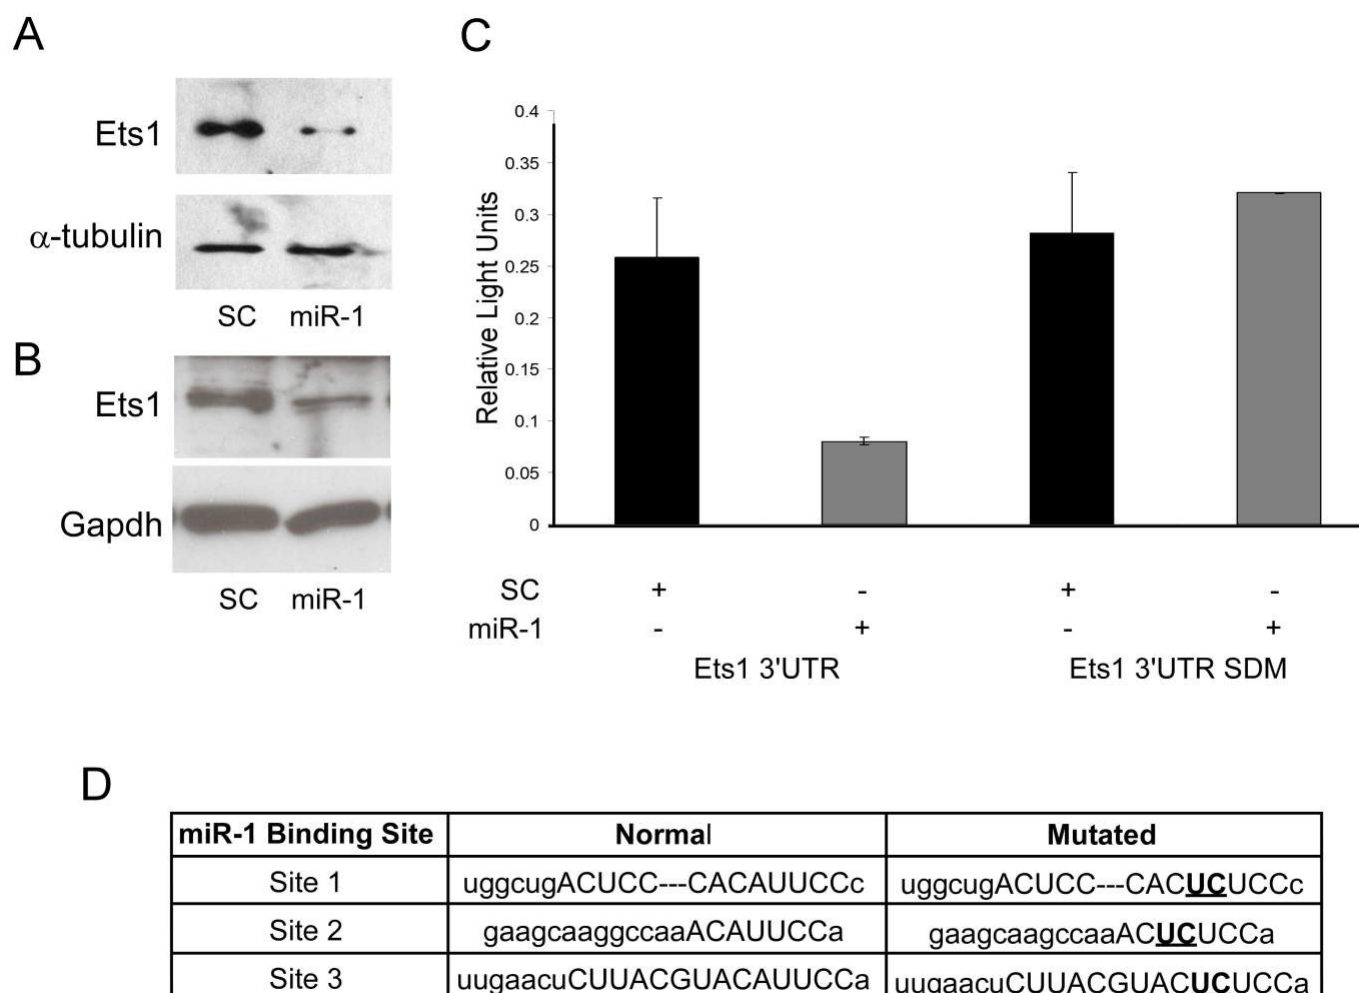 A
Ets1
α-tubulin
SC miR-1
B
Ets1
Gapdh
SC miR-1
C
Relative Light Units
0.4
0.35
0.3
0.25
0.2
0.15
0.1
0.05
0
SC + - + -
miR-1 - + - +
Ets1 3'UTR Ets1 3'UTR SDM
D
miR-1 Binding Site Normal Mutated
Site 1 uggcugACUCC---CACAUUCCc uggcugACUCC---CACUCUCCc
Site 2 gaagcaaggccaaACAUUCCa gaagcaagccaaACUCUCCa
Site 3 uugaacuCUUACGUACAUUCCa uugaacuCUUACGUACUCUCCa